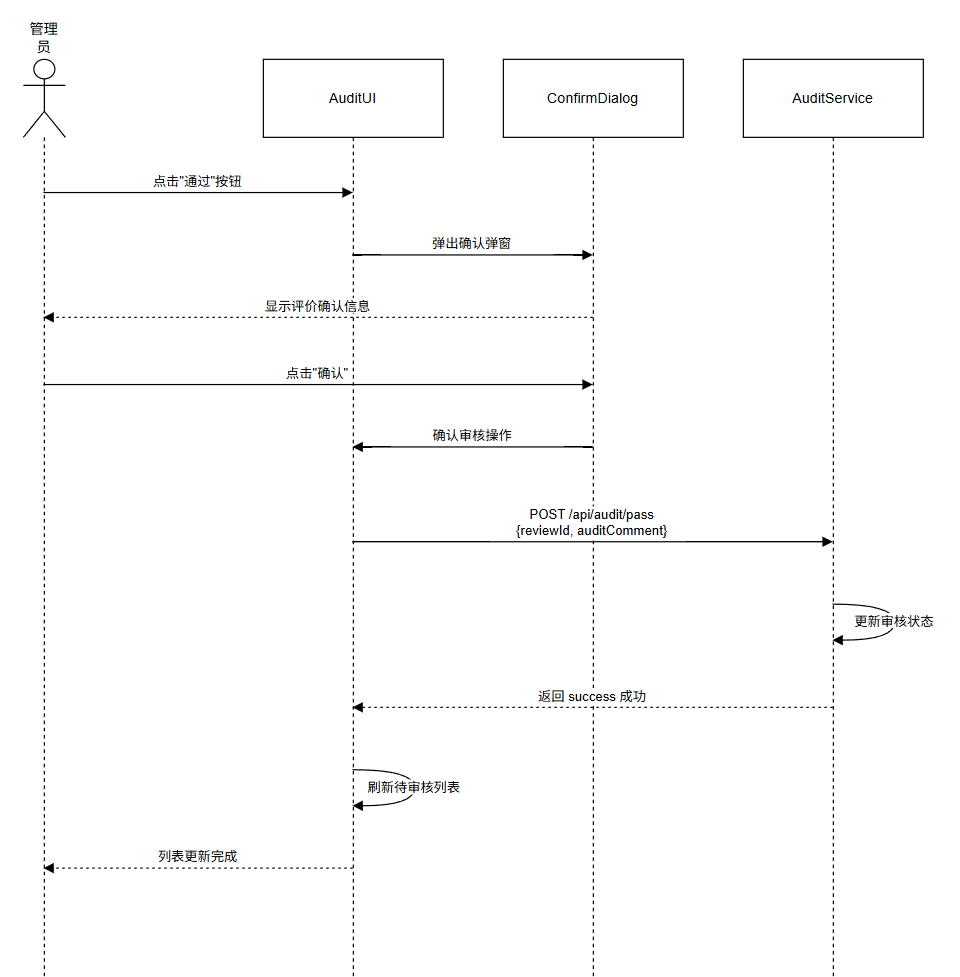 管理
员
AuditUI
ConfirmDialog
AuditService
点击"通过"按钮
弹出确认弹窗
显示评价确认信息
点击"确认"
确认审核操作
POST /api/audit/pass
{reviewId, auditComment}
更新审核状态
返回 success 成功
刷新待审核列表
列表更新完成